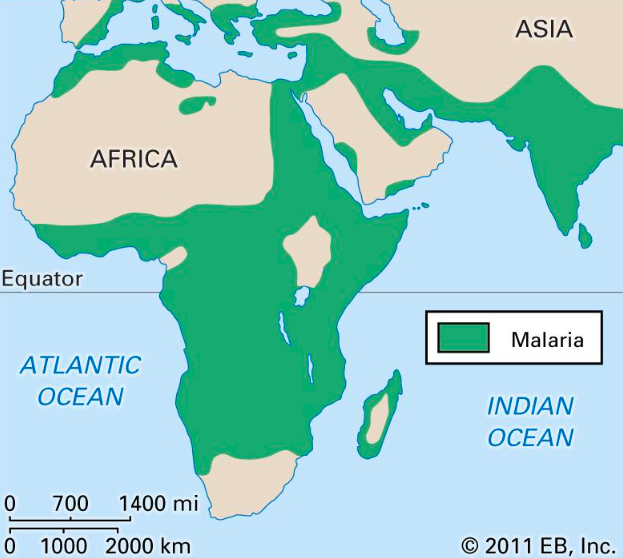 ASIA
AFRICA
Equator
Malaria
ATLANTIC
OCEAN
INDIAN
OCEAN
0 700 1400 mi
0 1000 2000 km
© 2011 EB, Inc.